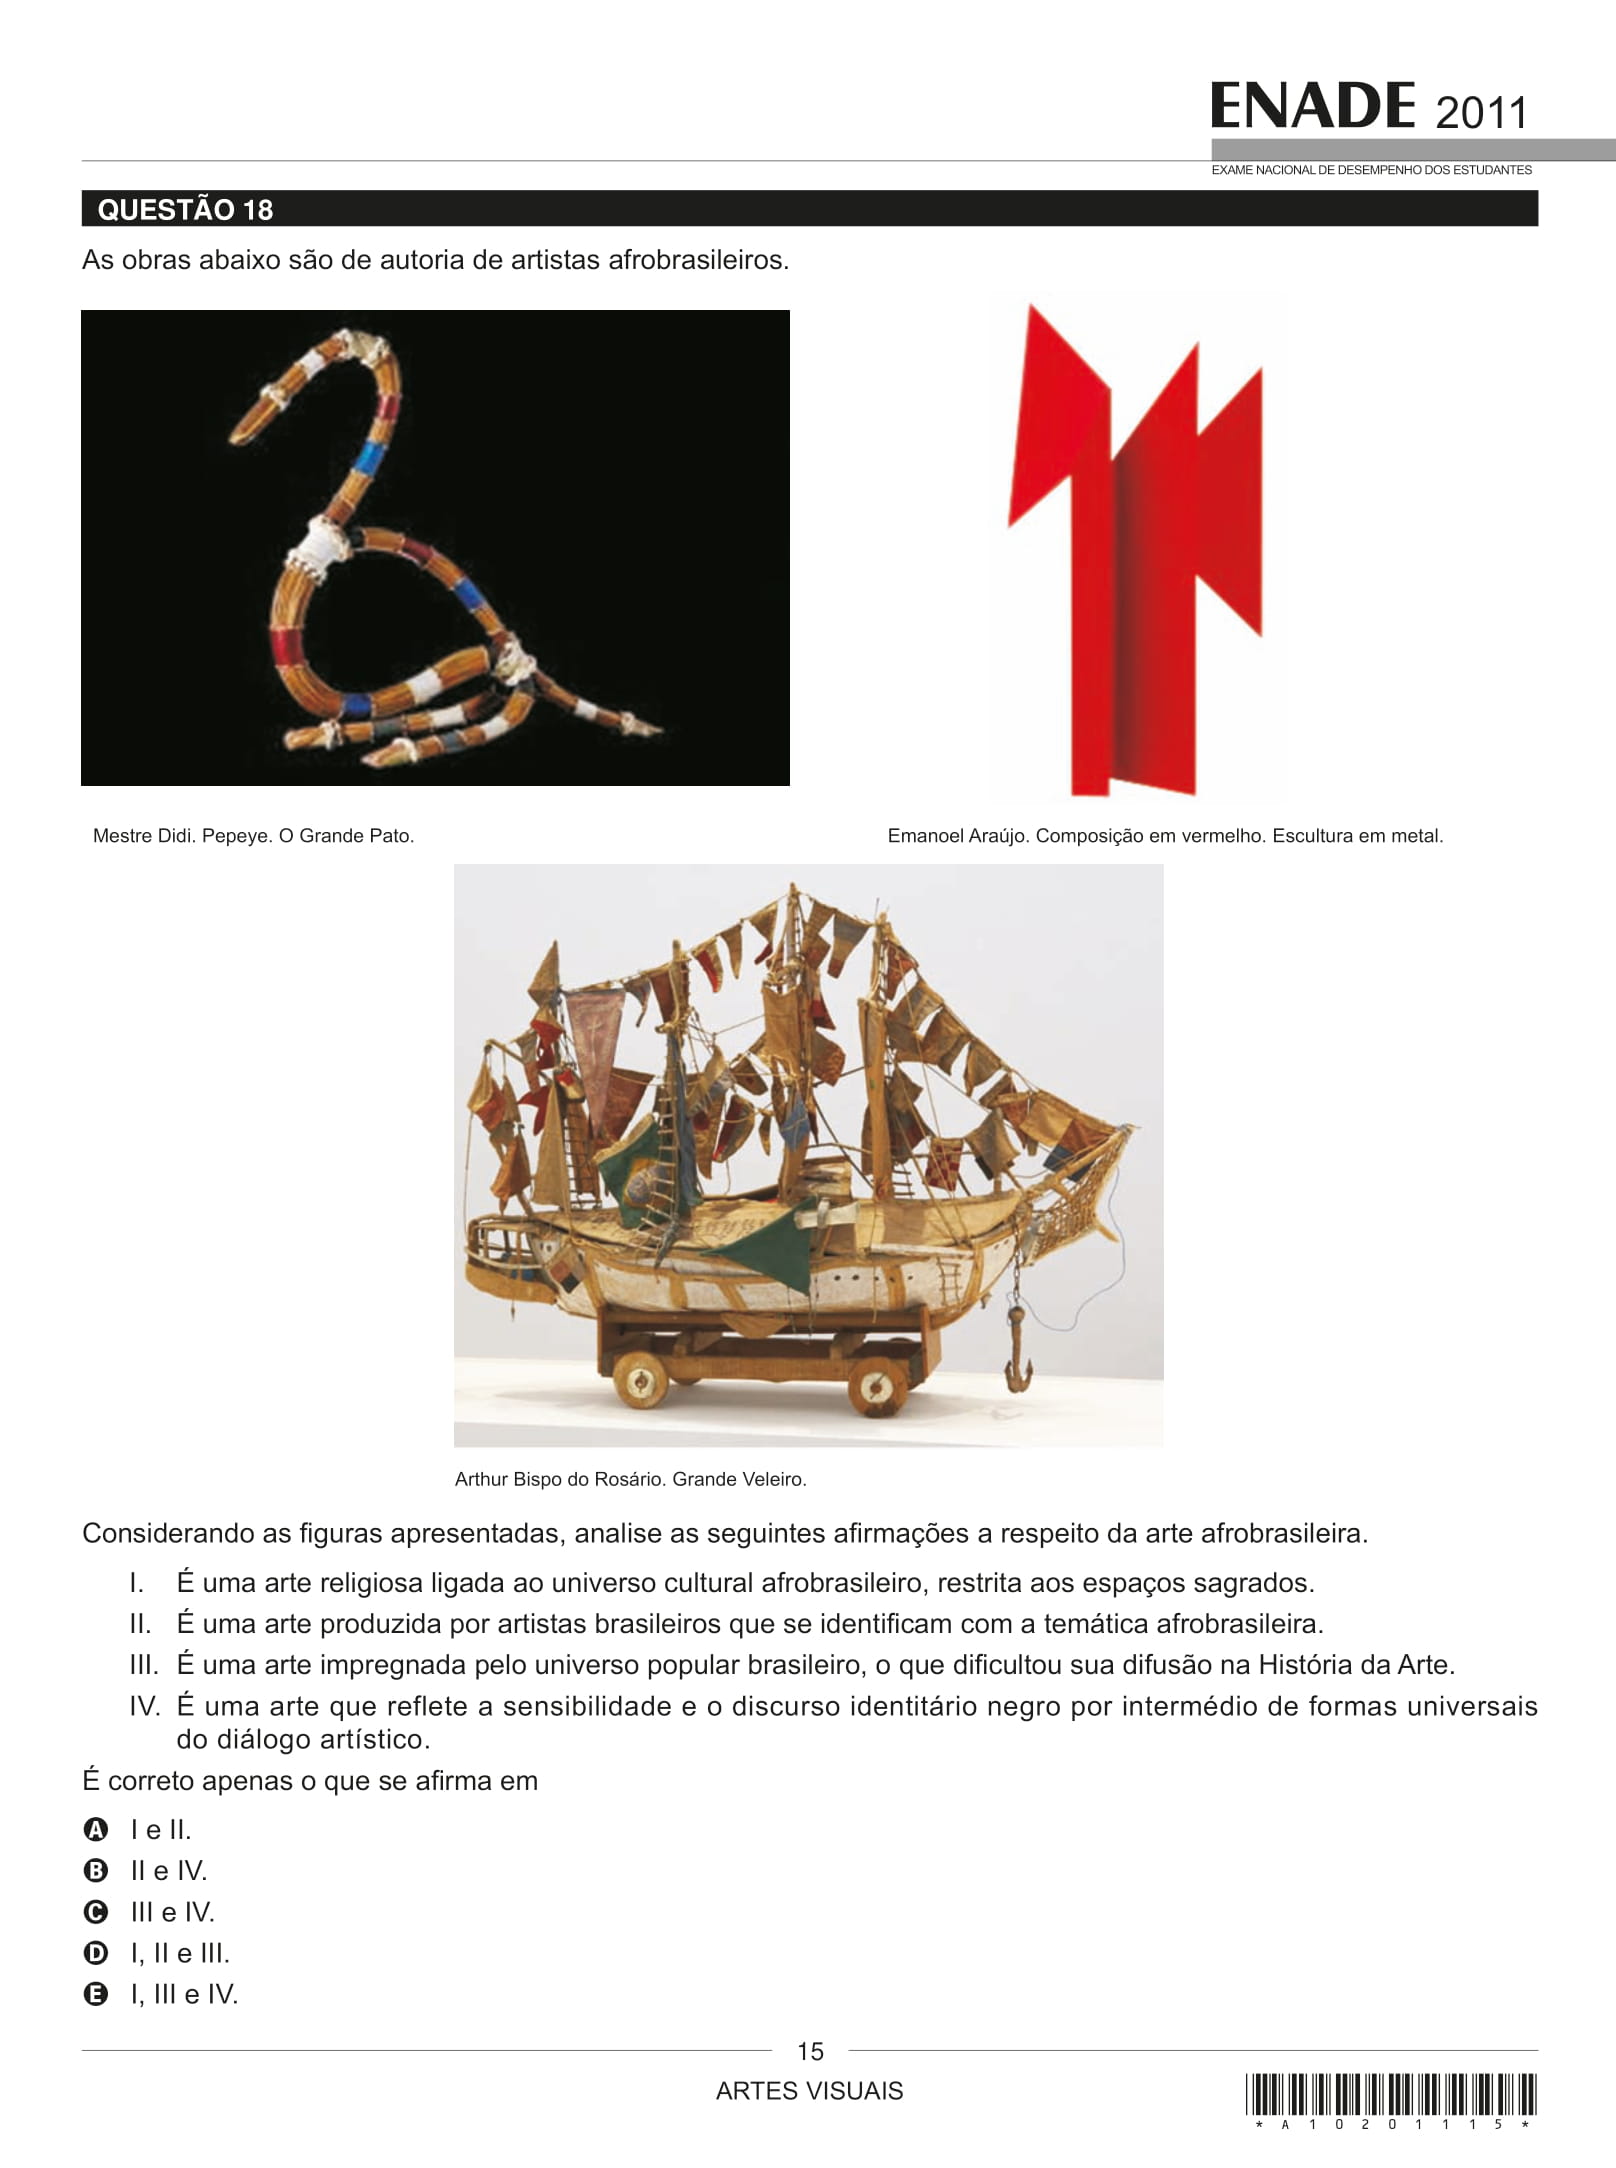 ENADE 2011
EXAME NACIONAL DE DESEMPENHO DOS ESTUDANTES
QUESTÃO 18
As obras abaixo são de autoria de artistas afrobrasileiros.
Mestre Didi. Pepeye. O Grande Pato.
Emanoel Araújo. Composição em vermelho. Escultura em metal.
Arthur Bispo do Rosário. Grande Veleiro.
Considerando as figuras apresentadas, analise as seguintes afirmações a respeito da arte afrobrasileira.
I. É uma arte religiosa ligada ao universo cultural afrobrasileiro, restrita aos espaços sagrados.
II. É uma arte produzida por artistas brasileiros que se identificam com a temática afrobrasileira.
III. É uma arte impregnada pelo universo popular brasileiro, o que dificultou sua difusão na História da Arte.
IV. É uma arte que reflete a sensibilidade e o discurso identitário negro por intermédio de formas universais
do diálogo artístico.
É correto apenas o que se afirma em
A I e II.
B II e IV.
C III e IV.
D I, II e III.
E I, III e IV.
15
ARTES VISUAIS
* A 1 0 2 0 1 1 1 5 *